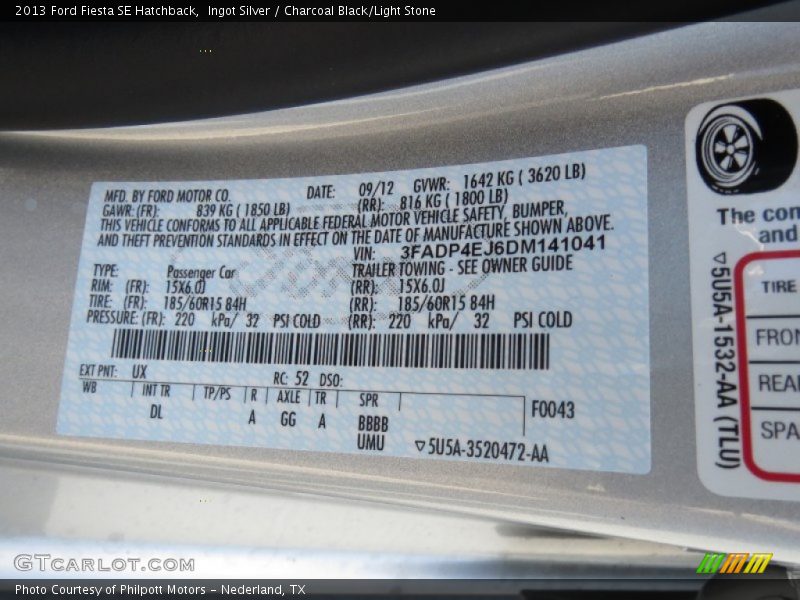 2013 Ford Fiesta SE Hatchback,  Ingot Silver / Charcoal Black/Light Stone
MFD. BY FORD MOTOR CO. DATE: 09/12 GVWR: 1642 KG ( 3620 LB)
GAWR: (FR): 839 KG ( 1850 LB) (RR): 816 KG ( 1800 LB)
THIS VEHICLE CONFORMS TO ALL APPLICABLE FEDERAL MOTOR VEHICLE SAFETY, BUMPER,
AND THEFT PREVENTION STANDARDS IN EFFECT ON THE DATE OF MANUFACTURE SHOWN ABOVE.
VIN: 3FADP4EJ6DM141041
TYPE: Passenger Car TRAILER TOWING - SEE OWNER GUIDE
RIM: (FR): 15X6.0J (RR): 15X6.0J
TIRE: (FR): 185/60R15 84H (RR): 185/60R15 84H
PRESSURE: (FR): 220 kPa/ 32 PSI COLD (RR): 220 kPa/ 32 PSI COLD
EXT PNT: UX RC: 52 DSO:
WB INT TR TP/PS R AXLE TR SPR
DL A GG A BBBB F0043
UMU ▽5U5A-3520472-AA
The con
and
▽5U5A-1532-AA (TLU)
TIRE
FRON
REA
SPA
GTCARLOT.COM
Photo Courtesy of Philpott Motors - Nederland, TX